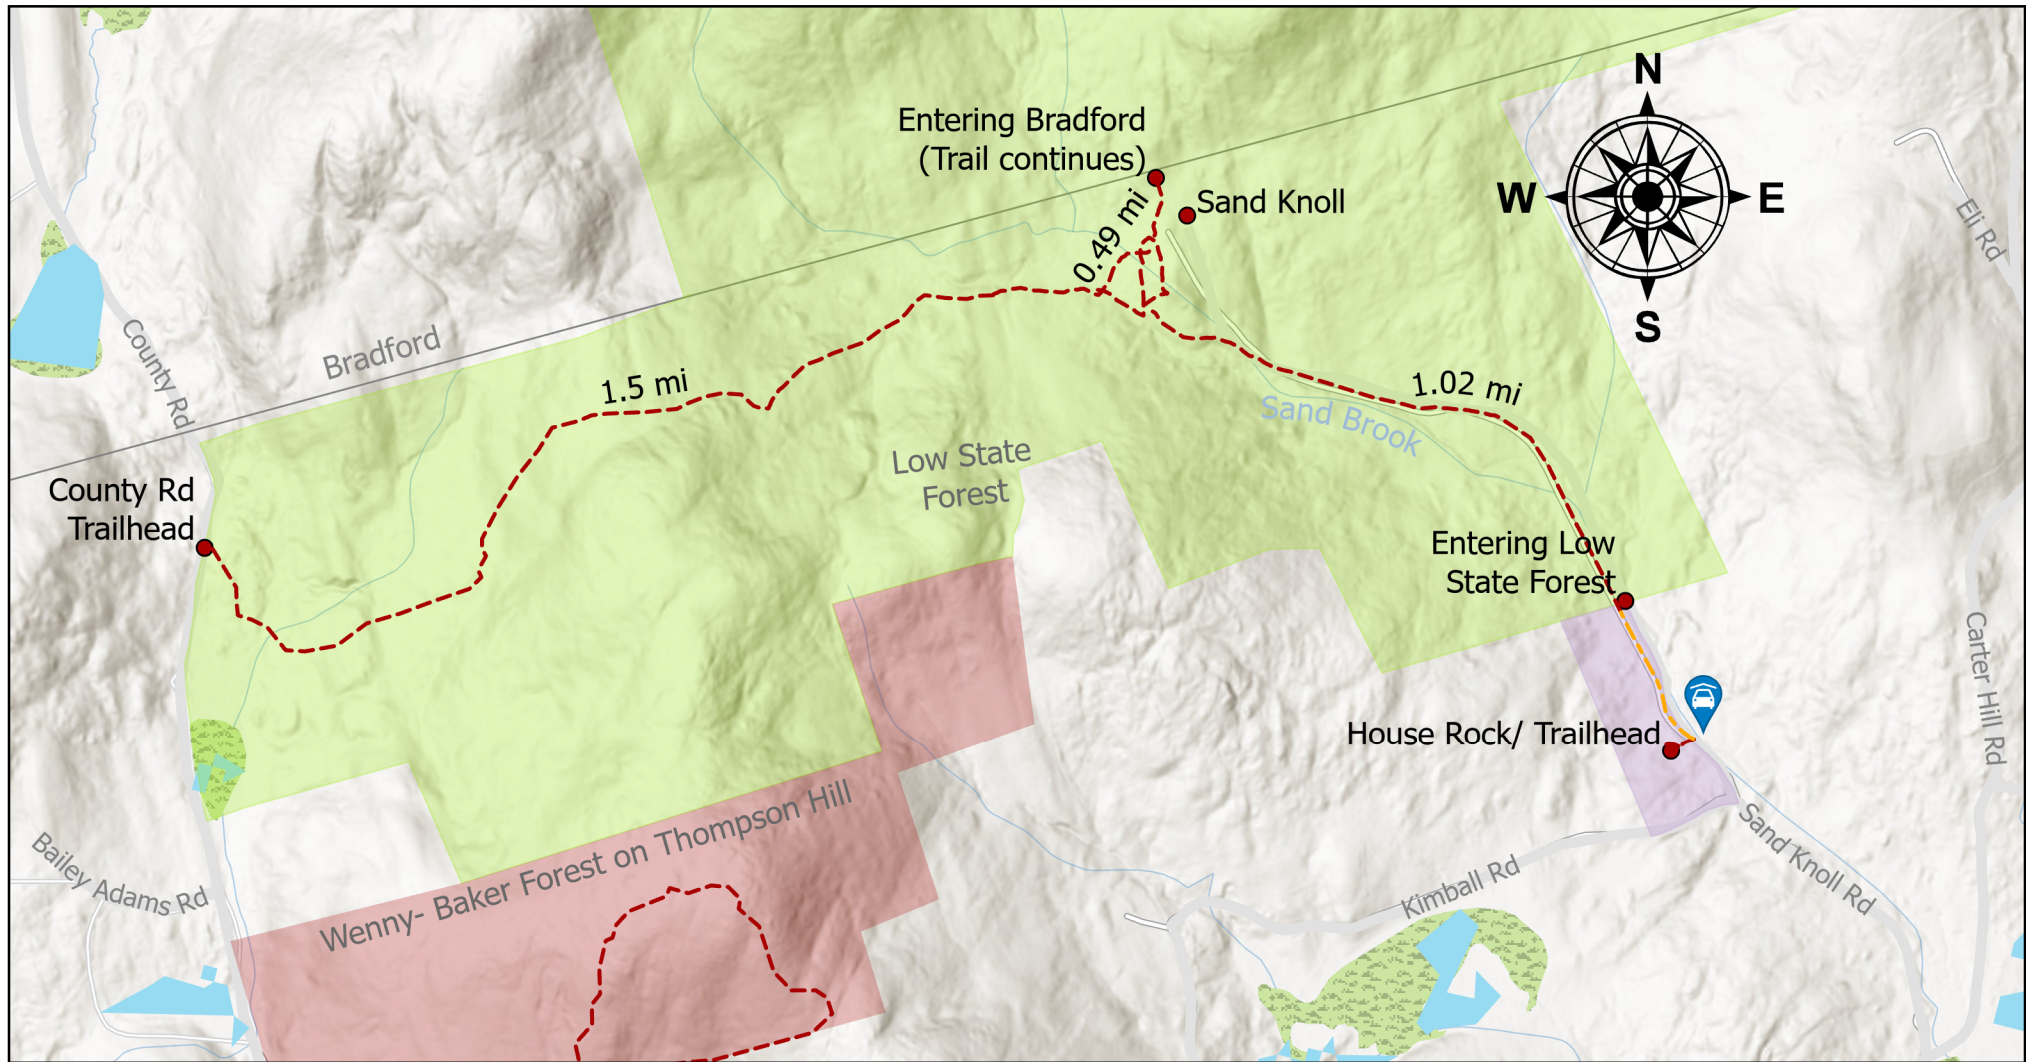 N
W
E
S
Entering Bradford
(Trail continues)
Sand Knoll
0.49 mi
Eli Rd
County Rd
Bradford
1.5 mi
1.02 mi
Sand Brook
Low State
Forest
County Rd
Trailhead
Entering Low
State Forest
Carter Hill Rd
House Rock/ Trailhead
Wenny- Baker Forest on Thompson Hill
Bailey Adams Rd
Kimball Rd
Sand Knoll Rd